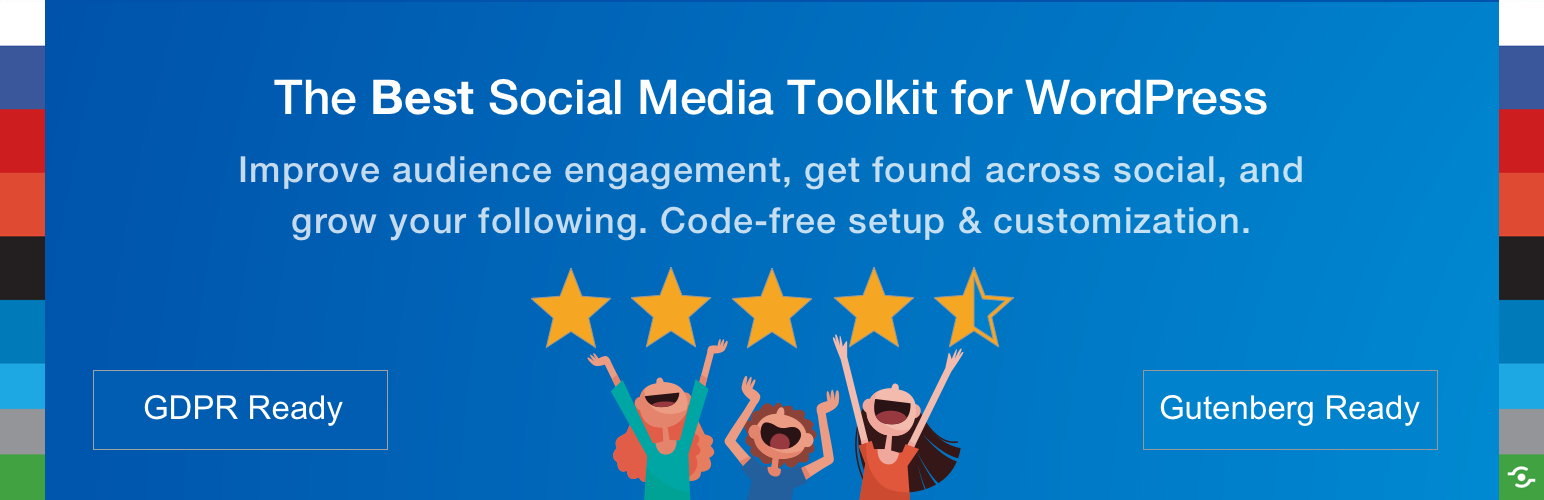 The Best Social Media Toolkit for WordPress
Improve audience engagement, get found across social, and
grow your following. Code-free setup & customization.
GDPR Ready
Gutenberg Ready